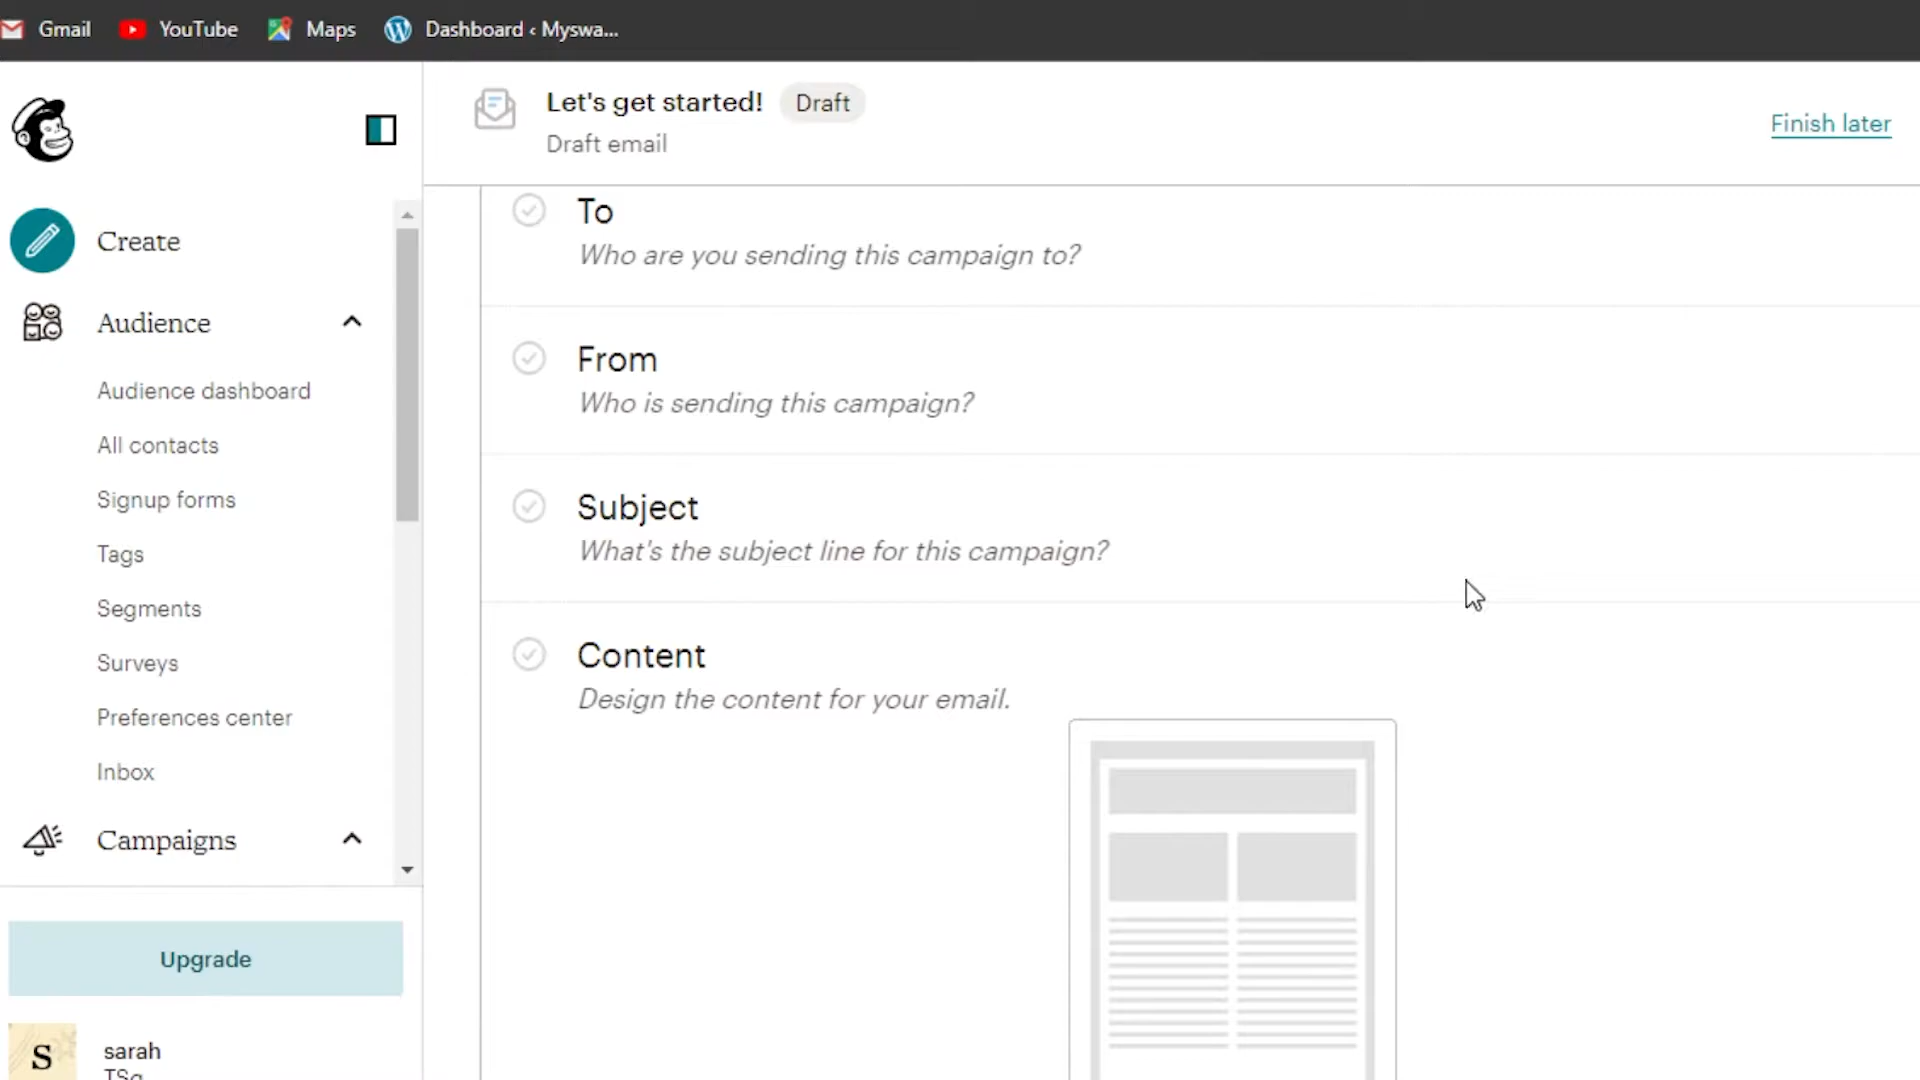 Gmail
YouTube
Maps
Dashboard ‹ Myswa...
Let's get started!
Draft
Draft email
Finish later
Create
Audience
Audience dashboard
All contacts
Signup forms
Tags
Segments
Surveys
Preferences center
Inbox
Campaigns
Upgrade
S
sarah
To
Who are you sending this campaign to?
From
Who is sending this campaign?
Subject
What's the subject line for this campaign?
Content
Design the content for your email.